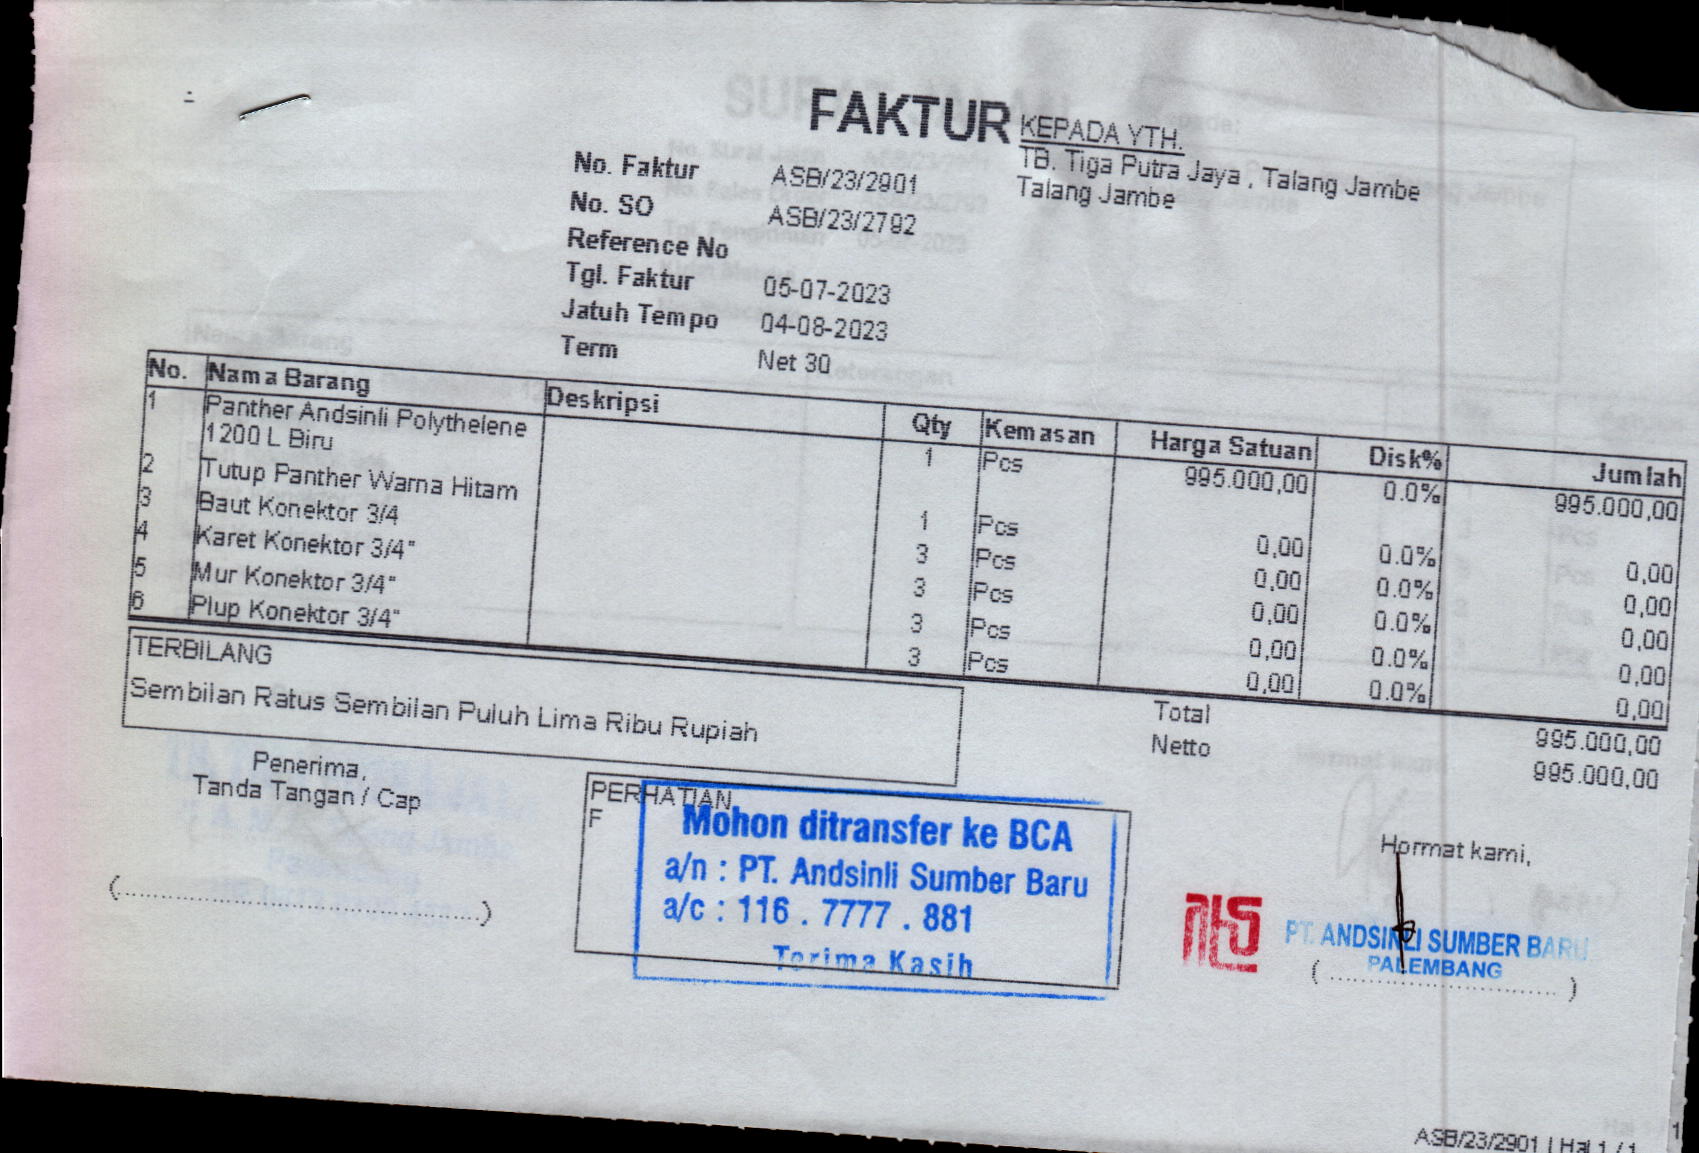 FAKTUR
KEPADA YTH.
TB. Tiga Putra Jaya , Talang Jambe
Talang Jambe
No. Faktur ASB/23/2901
No. SO ASB/23/2792
Reference No
Tgl. Faktur 05-07-2023
Jatuh Tempo 04-08-2023
Term Net 30
No. Nama Barang Deskripsi Qty Kemasan Harga Satuan Disk% Jumlah
1 Panther Andsinli Polythelene 1 Pcs 995.000,00 0.0% 995.000,00
1200 L Biru
2 Tutup Panther Warna Hitam 1 Pcs 0,00 0.0% 0,00
3 Baut Konektor 3/4 3 Pcs 0,00 0.0% 0,00
4 Karet Konektor 3/4" 3 Pcs 0,00 0.0% 0,00
5 Mur Konektor 3/4" 3 Pcs 0,00 0.0% 0,00
6 Plup Konektor 3/4" 3 Pcs 0,00 0.0% 0,00
TERBILANG
Sembilan Ratus Sembilan Puluh Lima Ribu Rupiah
Total 995.000,00
Netto 995.000,00
Penerima,
Tanda Tangan / Cap
(....................)
PERHATIAN
F
Mohon ditransfer ke BCA
a/n : PT. Andsinli Sumber Baru
a/c : 116 . 7777 . 881
Terima Kasih
Hormat kami,
PT. ANDSINLI SUMBER BARU
PALEMBANG
(....................)
ASB/23/2901 | Hal 1 / 1